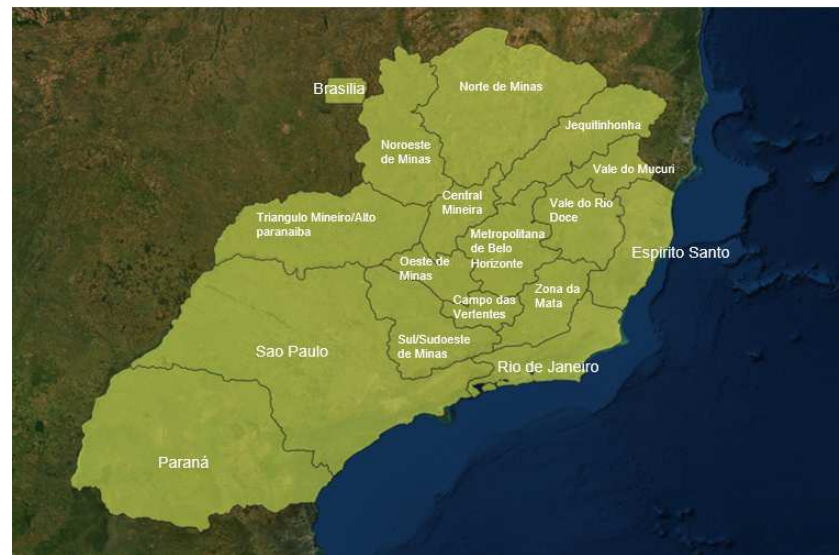 Brasília
Norte de Minas
Jequitinhonha
Noroeste
de Minas
Vale do Mucuri
Central
Mineira
Vale do Rio
Doce
Triangulo Mineiro/Alto
paranaiba
Metropolitana
de Belo
Horizonte
Espirito Santo
Oeste de
Minas
Zona da
Mata
Campo das
Vertentes
Sul/Sudoeste
de Minas
Sao Paulo
Rio de Janeiro
Paraná